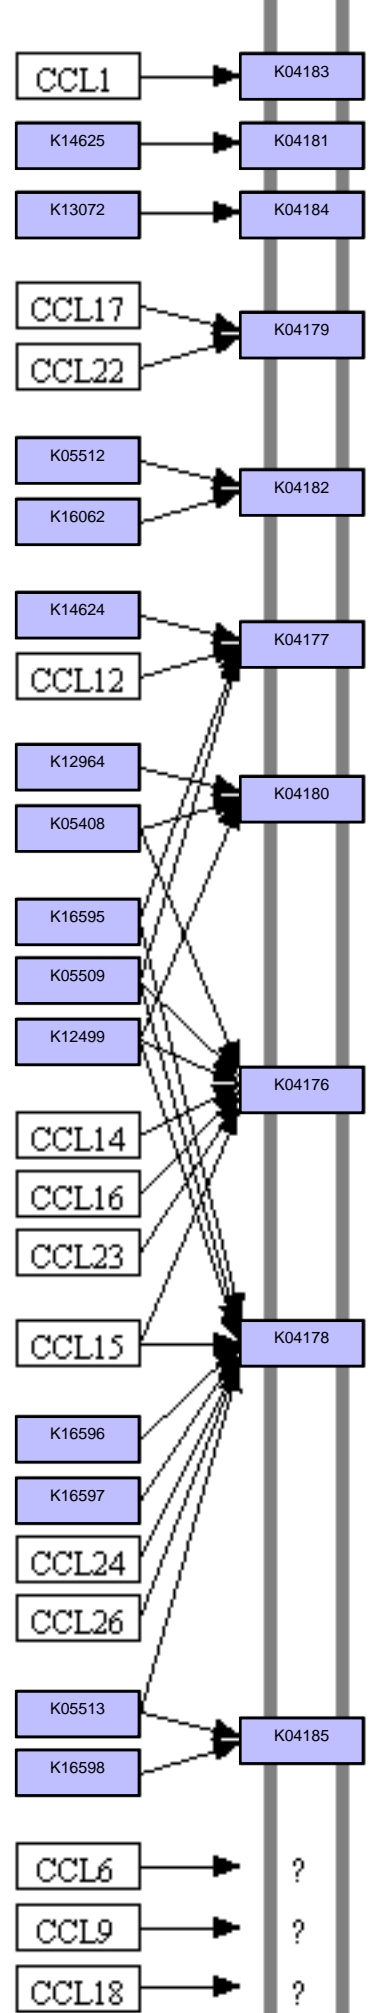 CCL1 K04183
K14625 K04181
K13072 K04184
CCL17
K04179
CCL22
K05512
K04182
K16062
K14624
K04177
CCL12
K12964
K04180
K05408
K16595
K05509
K12499
K04176
CCL14
CCL16
CCL23
CCL15 K04178
K16596
K16597
CCL24
CCL26
K05513
K04185
K16598
CCL6 ?
CCL9 ?
CCL18 ?